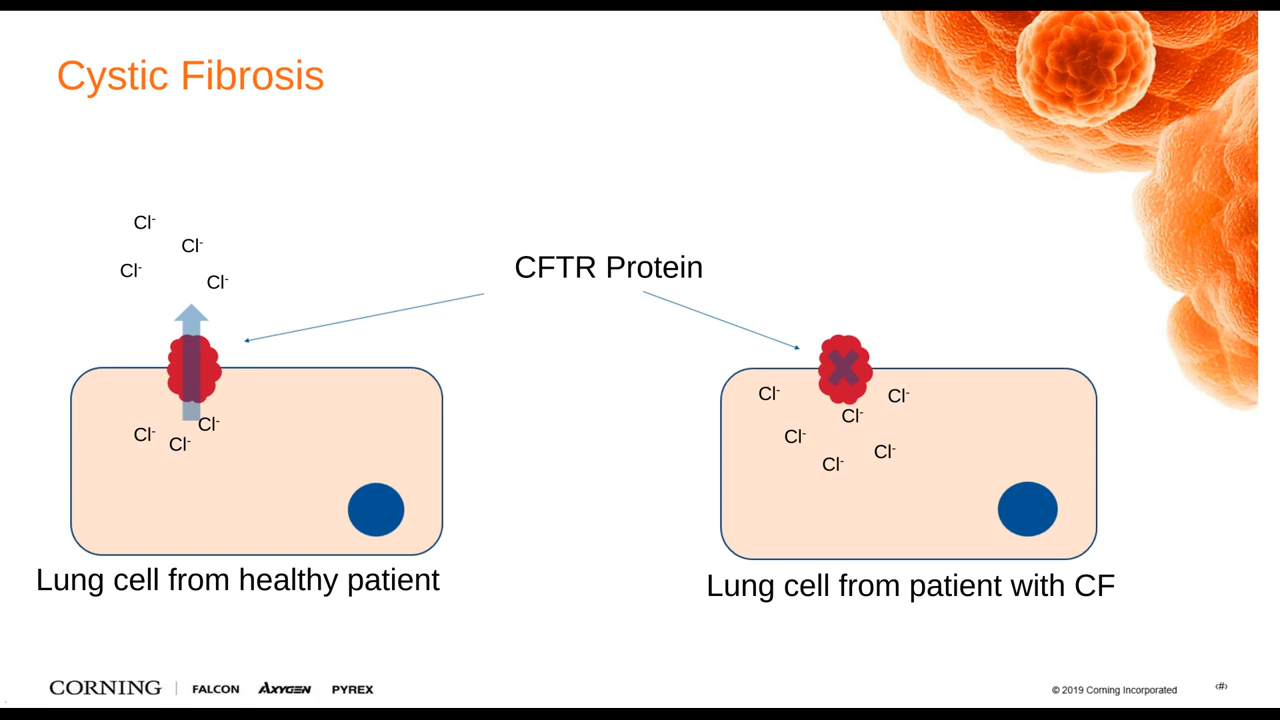 Cystic Fibrosis
Cl-
Cl-
Cl-
Cl-
CFTR Protein
Cl-
Cl-
Cl-
Cl-
Cl-
Cl-
Cl-
Cl-
Cl-
Lung cell from healthy patient
Lung cell from patient with CF
CORNING | FALCON AXYGEN PYREX
© 2019 Corning Incorporated
‹#›